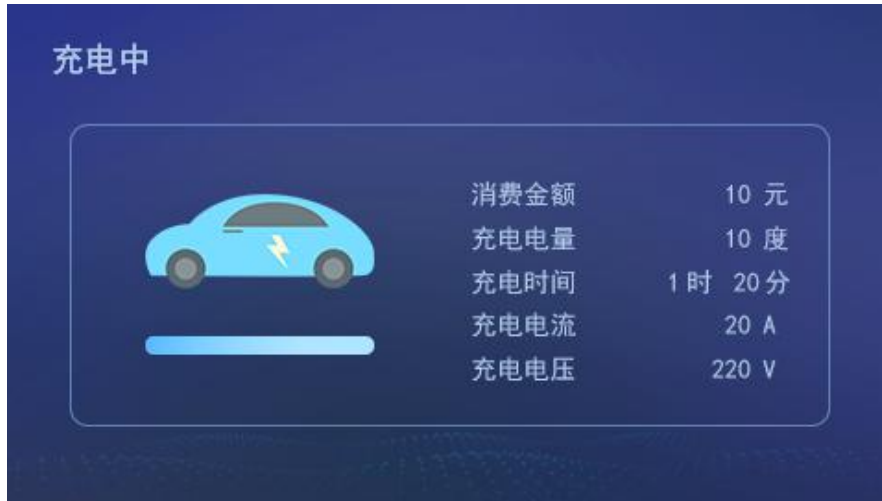 充电中
消费金额 10 元
充电电量 10 度
充电时间 1时 20分
充电电流 20 A
充电电压 220 V